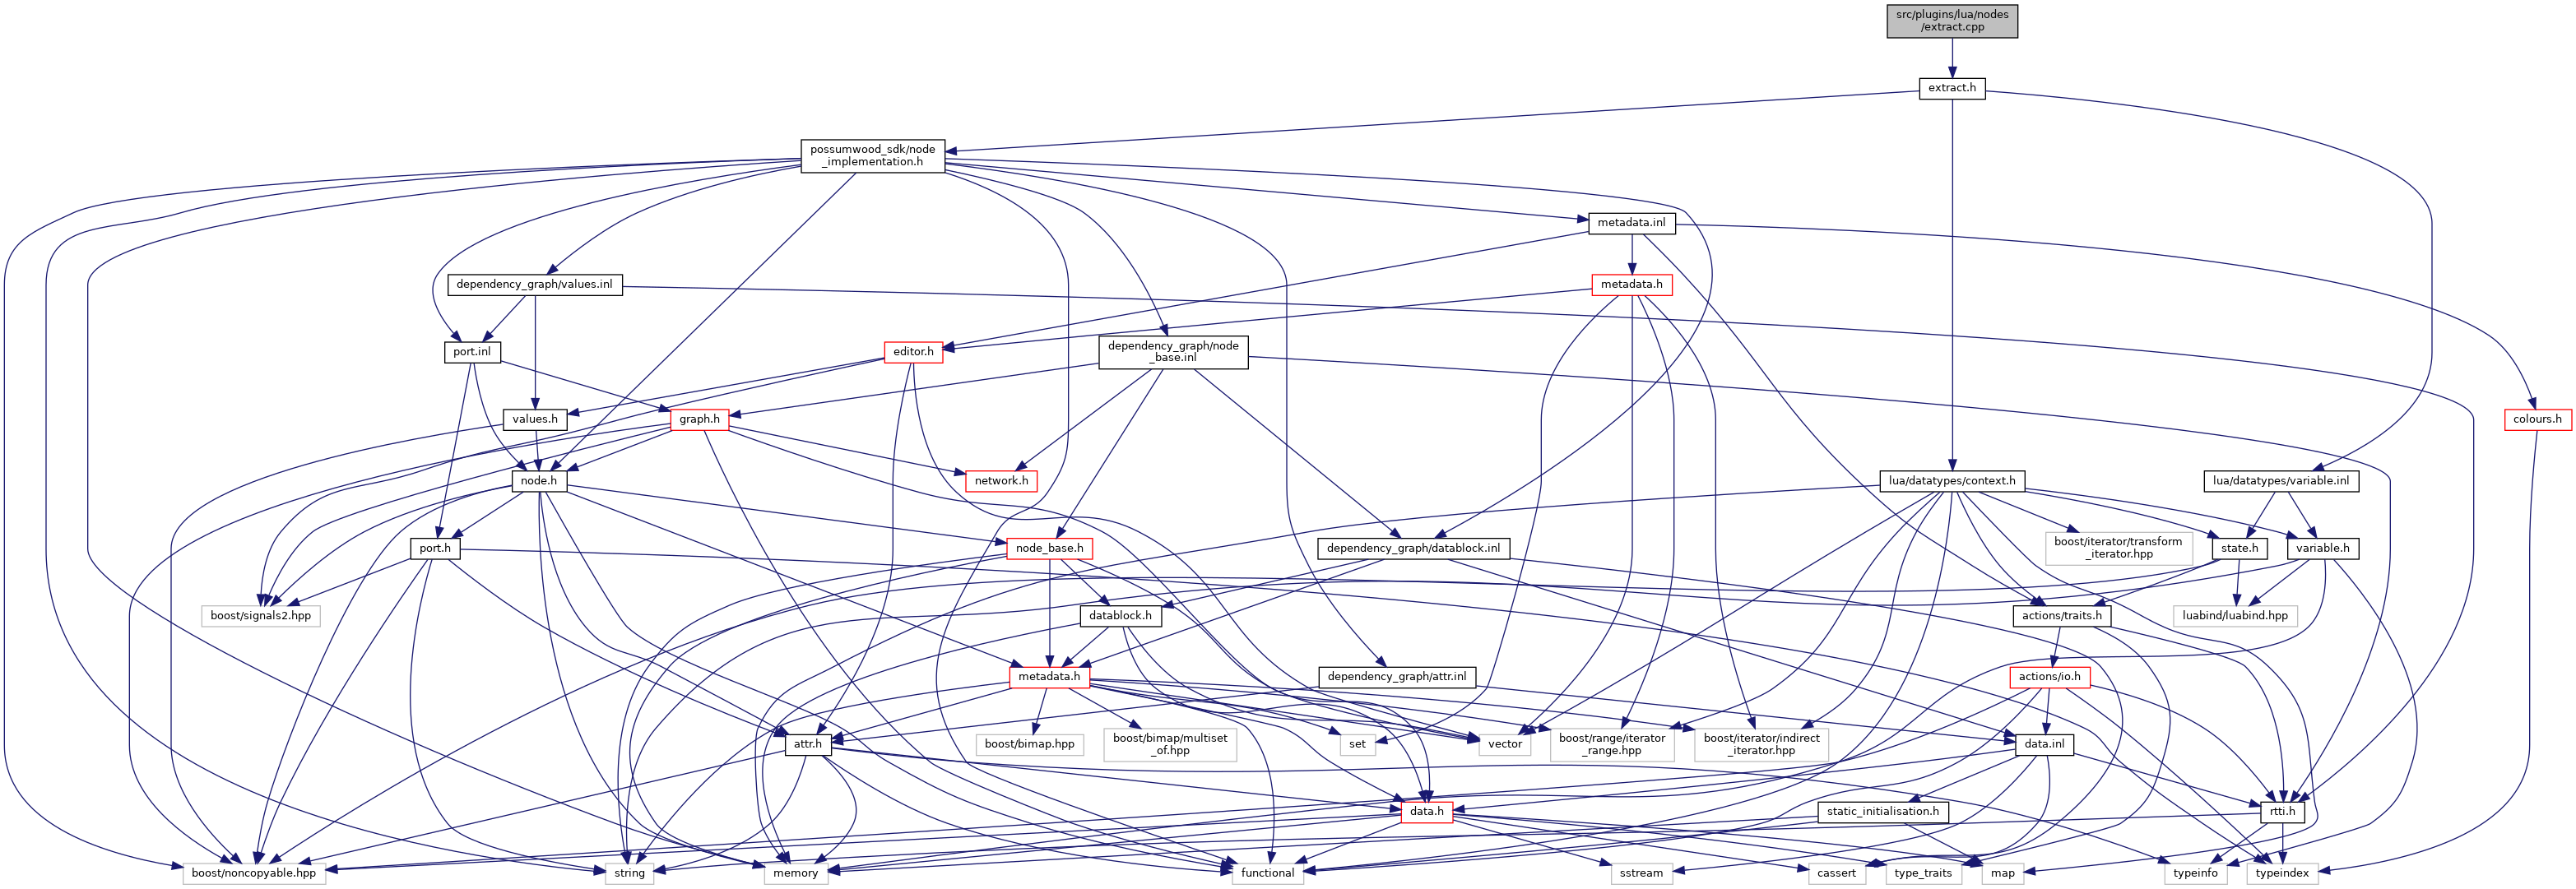 src/plugins/lua/nodes
/extract.cpp
extract.h
possumwood_sdk/node
_implementation.h
metadata.inl
dependency_graph/values.inl
metadata.h
port.inl
editor.h
dependency_graph/node
_base.inl
values.h
graph.h
colours.h
node.h
network.h
lua/datatypes/context.h
lua/datatypes/variable.inl
port.h
node_base.h
dependency_graph/datablock.inl
boost/iterator/transform
_iterator.hpp
state.h
variable.h
boost/signals2.hpp
datablock.h
actions/traits.h
luabind/luabind.hpp
metadata.h
dependency_graph/attr.inl
actions/io.h
attr.h
boost/bimap.hpp
boost/bimap/multiset
_of.hpp
set
vector
boost/range/iterator
_range.hpp
boost/iterator/indirect
_iterator.hpp
data.inl
data.h
static_initialisation.h
rtti.h
boost/noncopyable.hpp
string
memory
functional
sstream
cassert
type_traits
map
typeinfo
typeindex